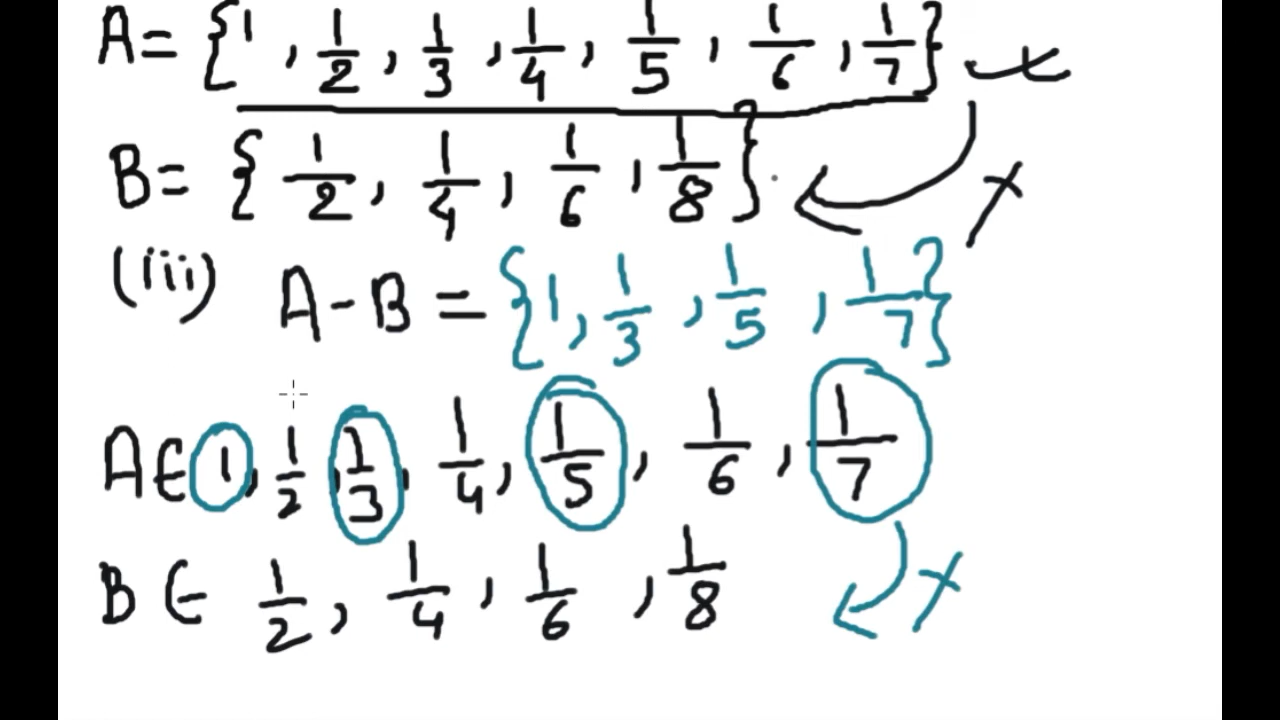 A = {1, 1/2, 1/3, 1/4, 1/5, 1/6, 1/7}
B = {1/2, 1/4, 1/6, 1/8}
(iii) A - B = {1, 1/3, 1/5, 1/7}
A ∈ 1, 1/2, 1/3, 1/4, 1/5, 1/6, 1/7
B ∈ 1/2, 1/4, 1/6, 1/8